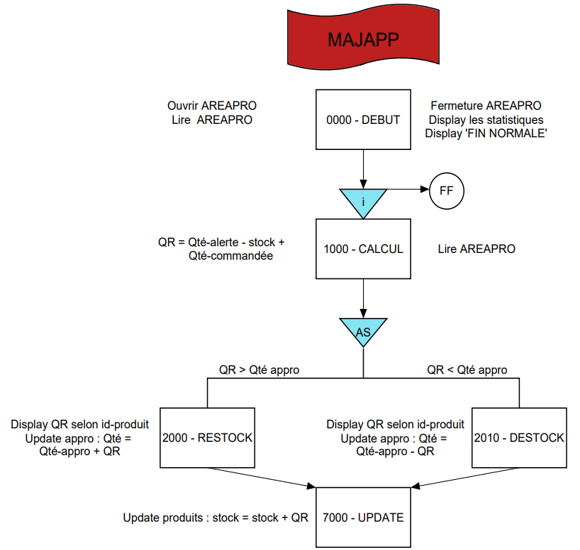 MAJAPP
Ouvrir AREAPRO
Lire AREAPRO
0000 - DEBUT
Fermeture AREAPRO
Display les statistiques
Display 'FIN NORMALE'
i
FF
QR = Qté-alerte - stock +
Qté-commandée
1000 - CALCUL
Lire AREAPRO
AS
QR > Qté appro
QR < Qté appro
Display QR selon id-produit
Update appro : Qté =
Qté-appro + QR
2000 - RESTOCK
Display QR selon id-produit
Update appro : Qté =
Qté-appro - QR
2010 - DESTOCK
Update produits : stock = stock + QR
7000 - UPDATE